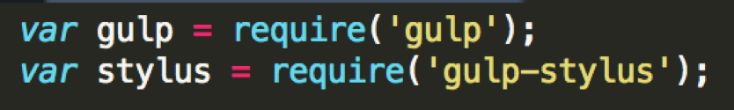 var gulp = require('gulp');
var stylus = require('gulp-stylus');